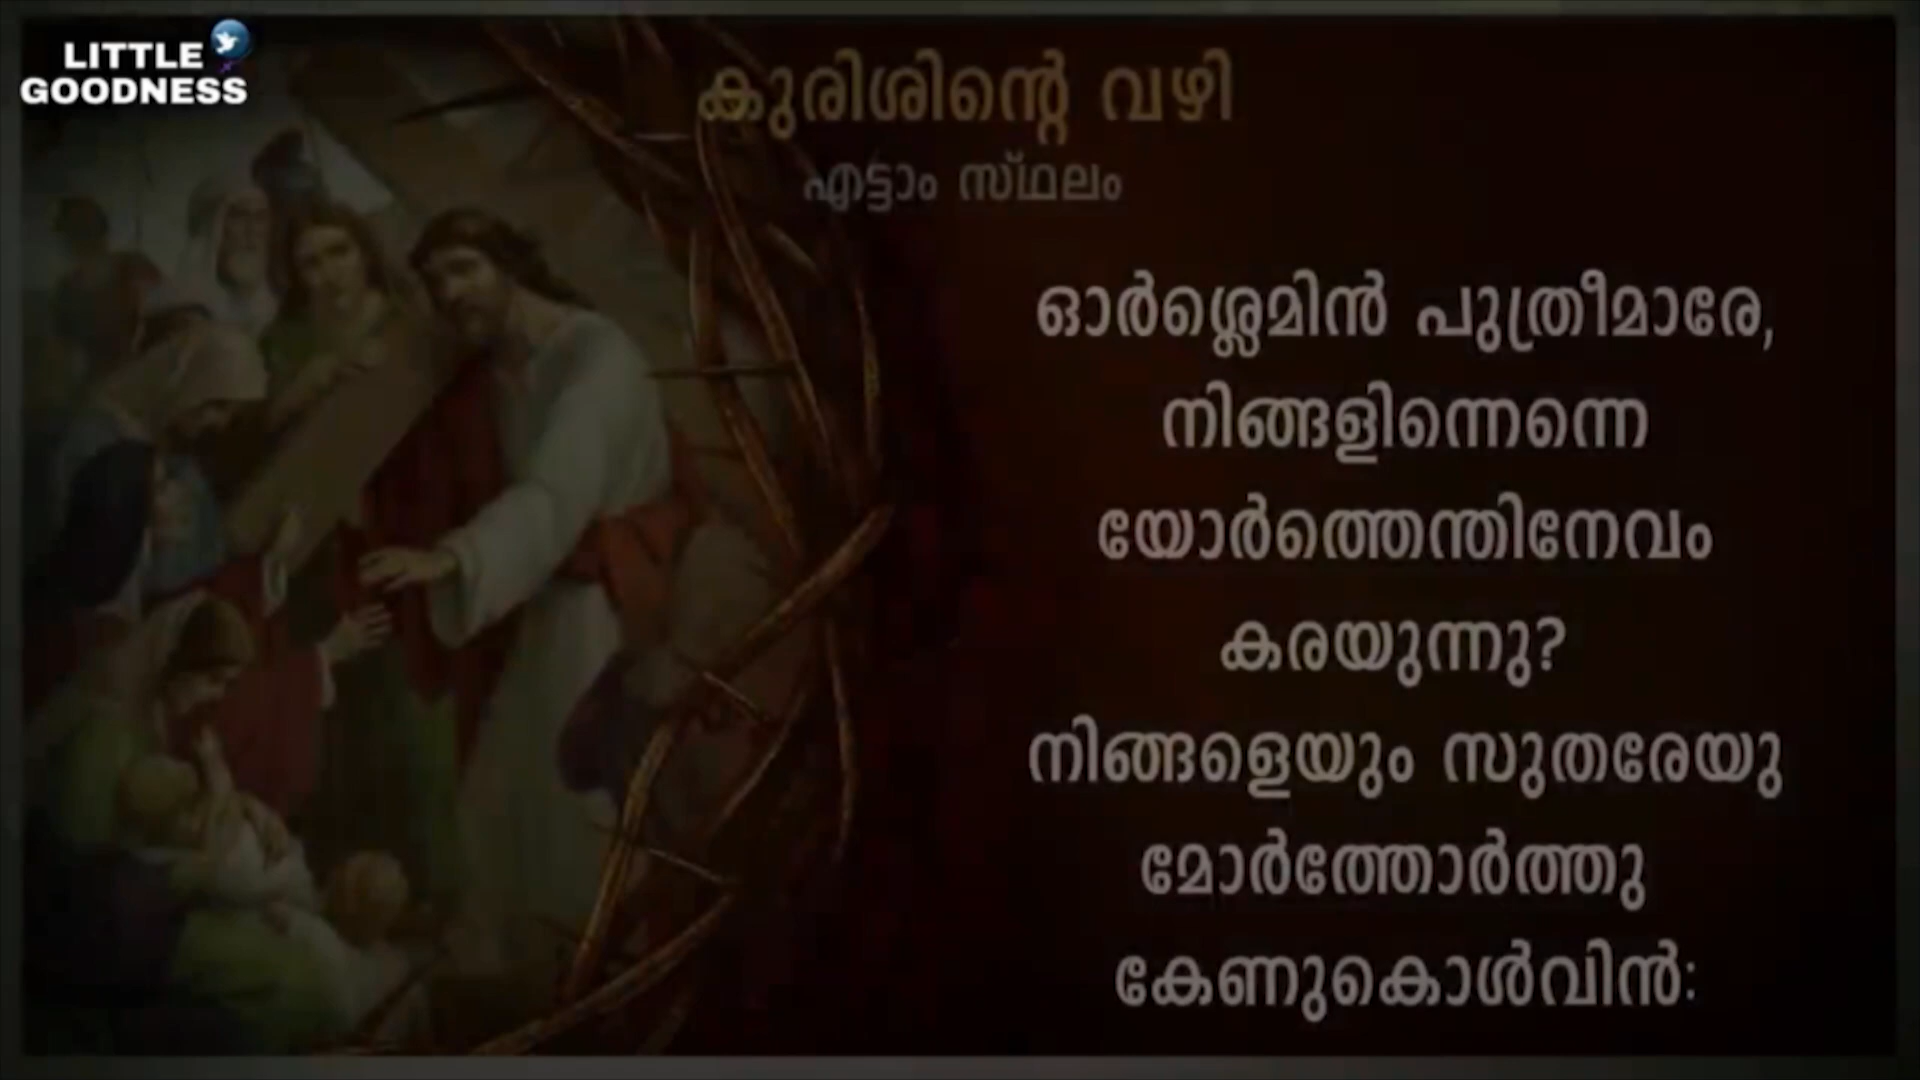 LITTLE
GOODNESS
കുരിശിന്റെ വഴി
എട്ടാം സ്ഥലം
ഓർശ്ലെമിൻ പുത്രീമാരേ,
നിങ്ങളിന്നെന്നെ
യോർത്തെന്തിനേവം
കരയുന്നു?
നിങ്ങളെയും സുതരേയു
മോർത്തോർത്തു
കേണുകൊൾവിൻ: